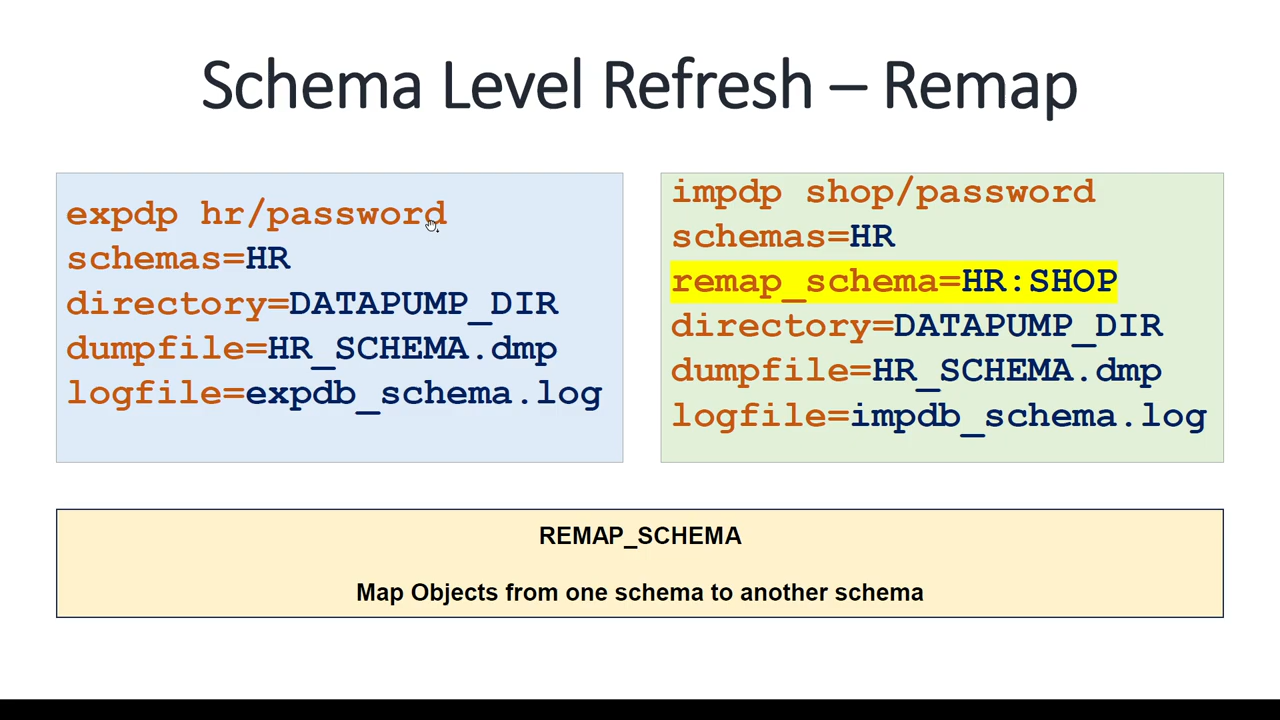 Schema Level Refresh – Remap
expdp hr/password
schemas=HR
directory=DATAPUMP_DIR
dumpfile=HR_SCHEMA.dmp
logfile=expdb_schema.log
impdp shop/password
schemas=HR
remap_schema=HR:SHOP
directory=DATAPUMP_DIR
dumpfile=HR_SCHEMA.dmp
logfile=impdb_schema.log
REMAP_SCHEMA
Map Objects from one schema to another schema